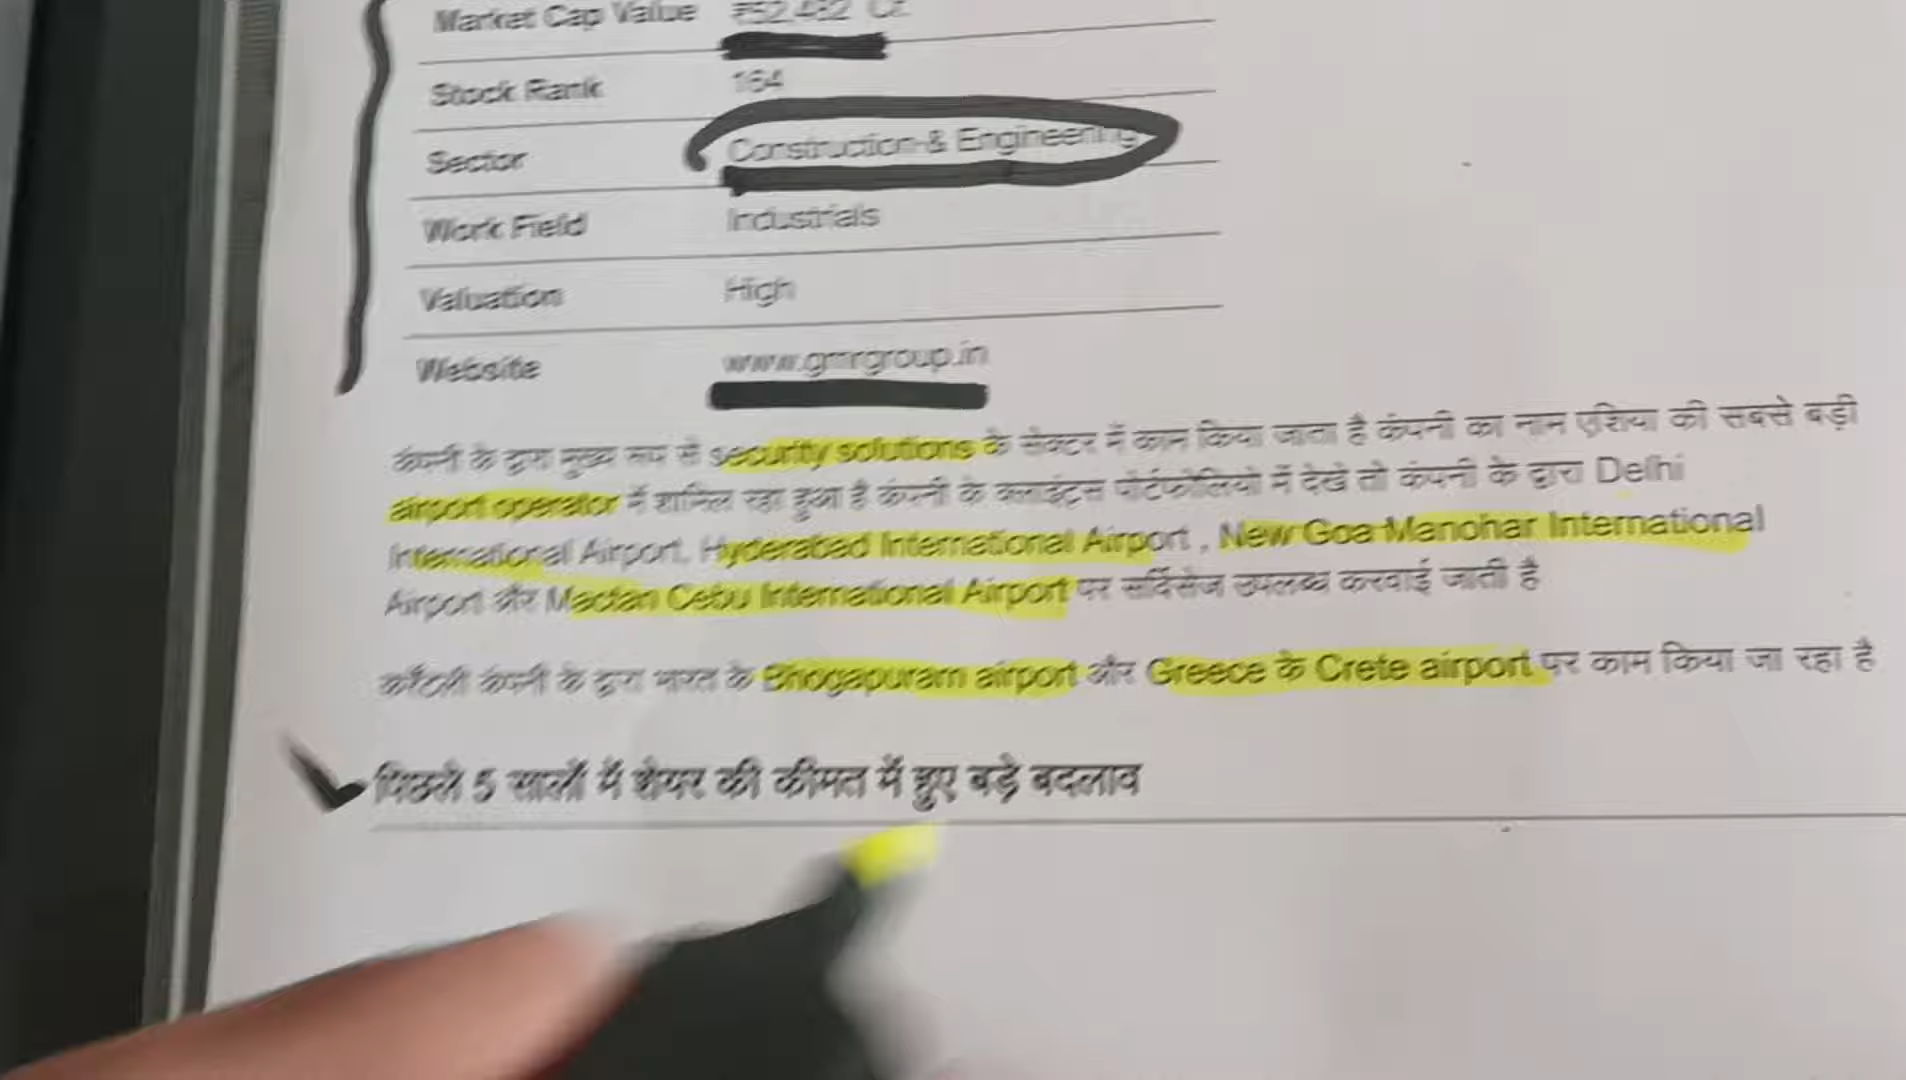 Market Cap Value ₹52,482 Cr.
Stock Rank 164
Sector Construction & Engineering
Work Field Industrials
Valuation High
Website www.gmrgroup.in
कंपनी के द्वारा मुख्य रूप से security solutions के सेक्टर में काम किया जाता है कंपनी का नाम एशिया की सबसे बड़ी
airport operator में शामिल रहा हुआ है कंपनी के क्लाइंट्स पोर्टफोलियो में देखे तो कंपनी के द्वारा Delhi
International Airport, Hyderabad International Airport , New Goa Manohar International
Airport और Mactan Cebu International Airport पर सर्विसेज उपलब्ध करवाई जाती है
करेंटली कंपनी के द्वारा भारत के Bhogapuram airport और Greece के Crete airport पर काम किया जा रहा है
पिछले 5 सालों में शेयर की कीमत में हुए बड़े बदलाव